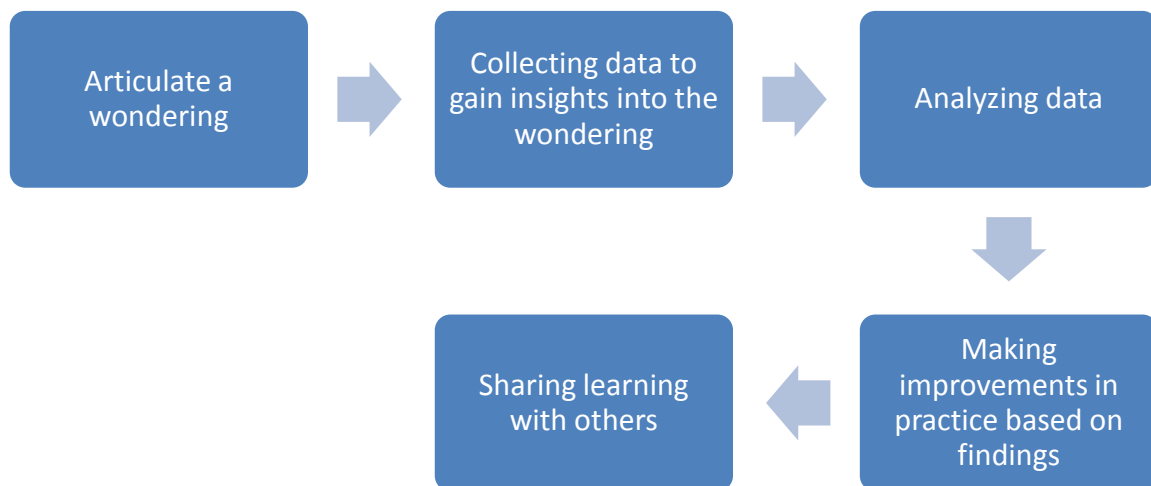 Articulate a
wondering
Collecting data to
gain insights into the
wondering
Analyzing data
Making
improvements in
practice based on
findings
Sharing learning
with others